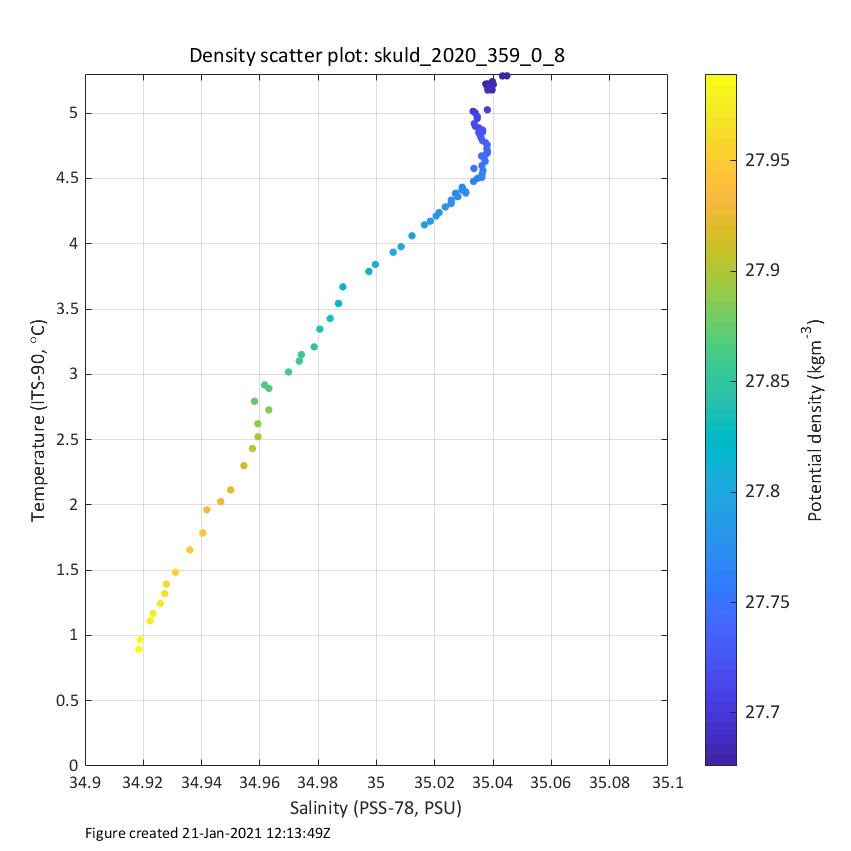 Density scatter plot: skuld_2020_359_0_8
5
4.5
4
3.5
3
2.5
2
1.5
1
0.5
0
Temperature (ITS-90, °C)
34.9 34.92 34.94 34.96 34.98 35 35.02 35.04 35.06 35.08 35.1
Salinity (PSS-78, PSU)
27.95
27.9
27.85
27.8
27.75
27.7
Potential density (kgm⁻³)
Figure created 21-Jan-2021 12:13:49Z